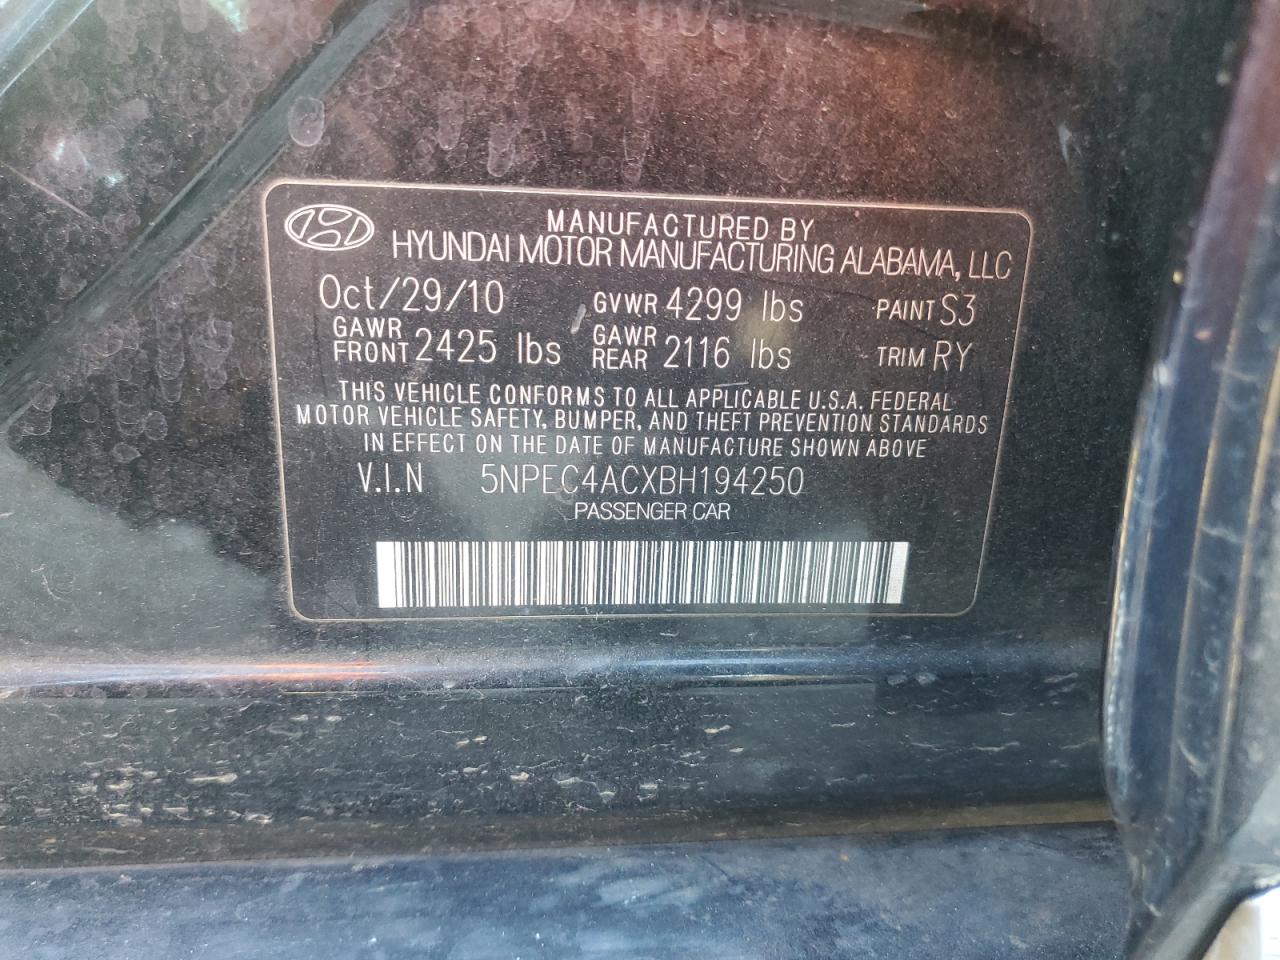 MANUFACTURED BY
HYUNDAI MOTOR MANUFACTURING ALABAMA, LLC
Oct/29/10 GVWR 4299 lbs PAINT S3
GAWR FRONT 2425 lbs GAWR REAR 2116 lbs TRIM RY
THIS VEHICLE CONFORMS TO ALL APPLICABLE U.S.A. FEDERAL
MOTOR VEHICLE SAFETY, BUMPER, AND THEFT PREVENTION STANDARDS
IN EFFECT ON THE DATE OF MANUFACTURE SHOWN ABOVE
V.I.N 5NPEC4ACXBH194250
PASSENGER CAR